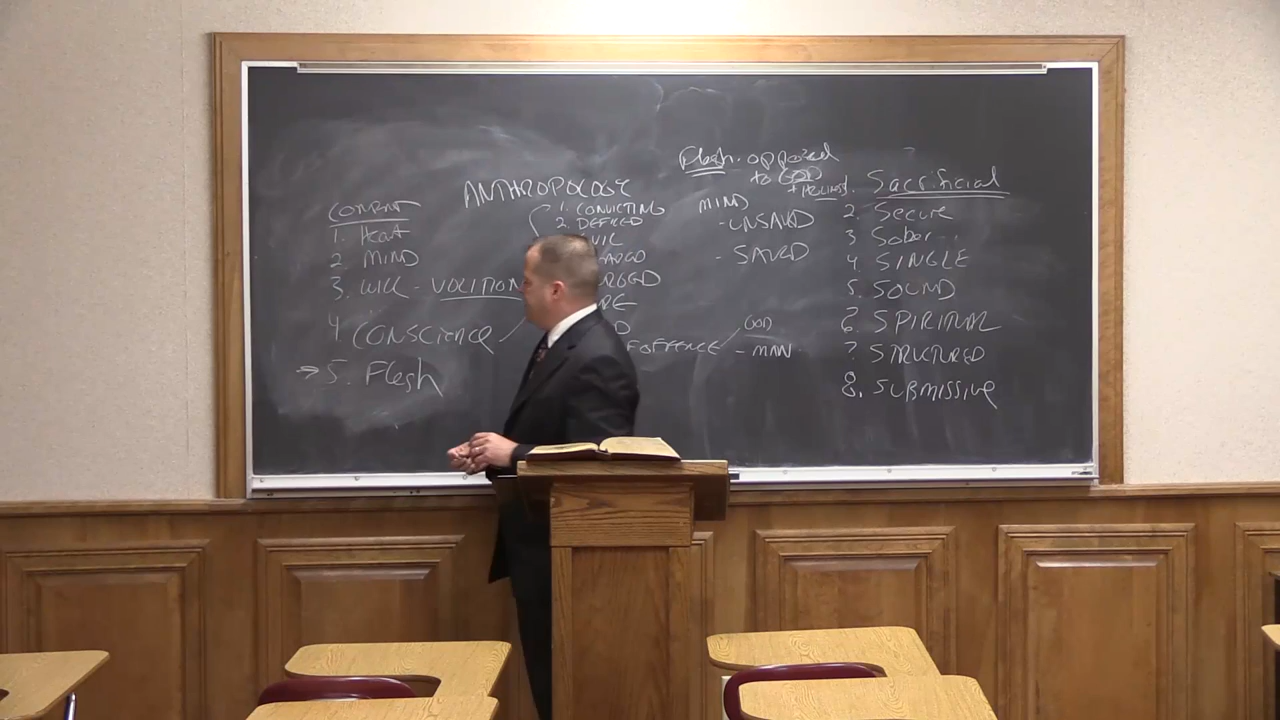 ANTHROPOLOGY
1. Heart
2. MIND
3. WILL - VOLITION
4. CONSCIENCE
5. Flesh
1. CONVICTING
2. DEFILED
OFFENCE
GOD
- MAN
Flesh - opposed
to GOD
MIND
- UNSAVED
- SAVED
1. Sacrificial
2. Secure
3 Sober
4. SINGLE
5. SOUND
6. SPIRITUAL
7. STRUCTURED
8. SUBMISSIVE